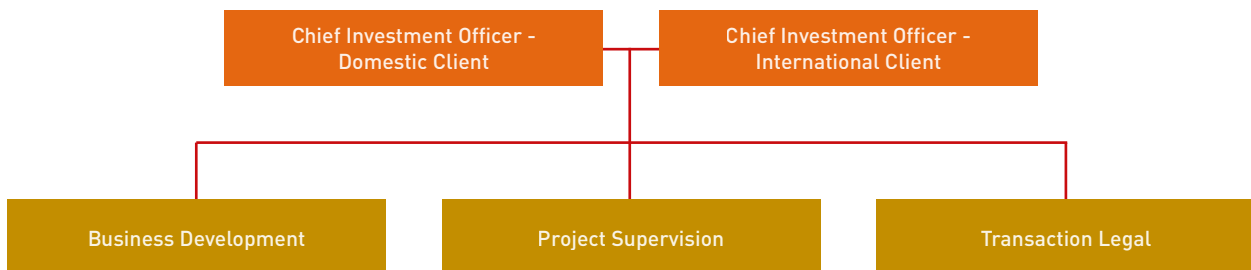 Chief Investment Officer -
Domestic Client
Chief Investment Officer -
International Client
Business Development
Project Supervision
Transaction Legal